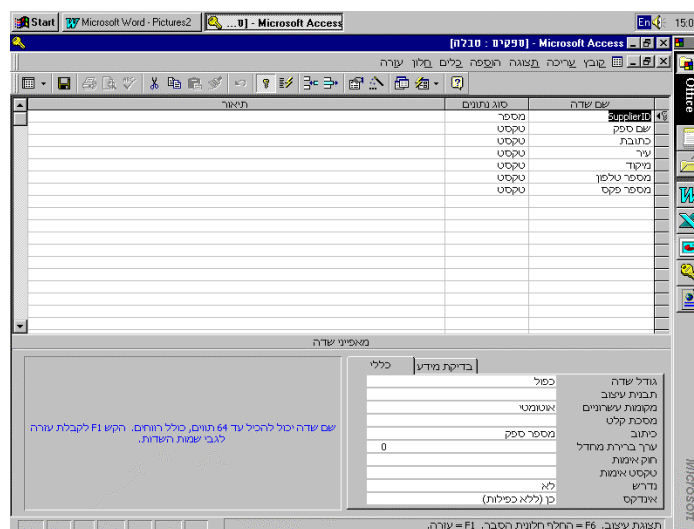 Start Microsoft Word - Pictures2 ...ש] - Microsoft Access En 15:0
[ספקים : טבלה] - Microsoft Access
קובץ עריכה תצוגה הוספה כלים חלון עזרה
Office
שם שדה סוג נתונים תיאור
SupplierID מספר
שם ספק טקסט
כתובת טקסט
עיר טקסט
מיקוד טקסט
מספר טלפון טקסט
מספר פקס טקסט
מאפייני שדה
כללי בדיקת מידע
גודל שדה כפול
תבנית עיצוב
מקומות עשרוניים אוטומטי
מסכת קלט
כיתוב מספר ספק
ערך ברירת מחדל 0
חוק אימות
טקסט אימות
נדרש לא
אינדקס כן (ללא כפילות)
שם שדה יכול להכיל עד 64 תווים, כולל רווחים. הקש F1 לקבלת עזרה
לגבי שמות השדות.
תצוגת עיצוב. F6 = החלף חלונית הסבר. F1 = עזרה.
Microsoft